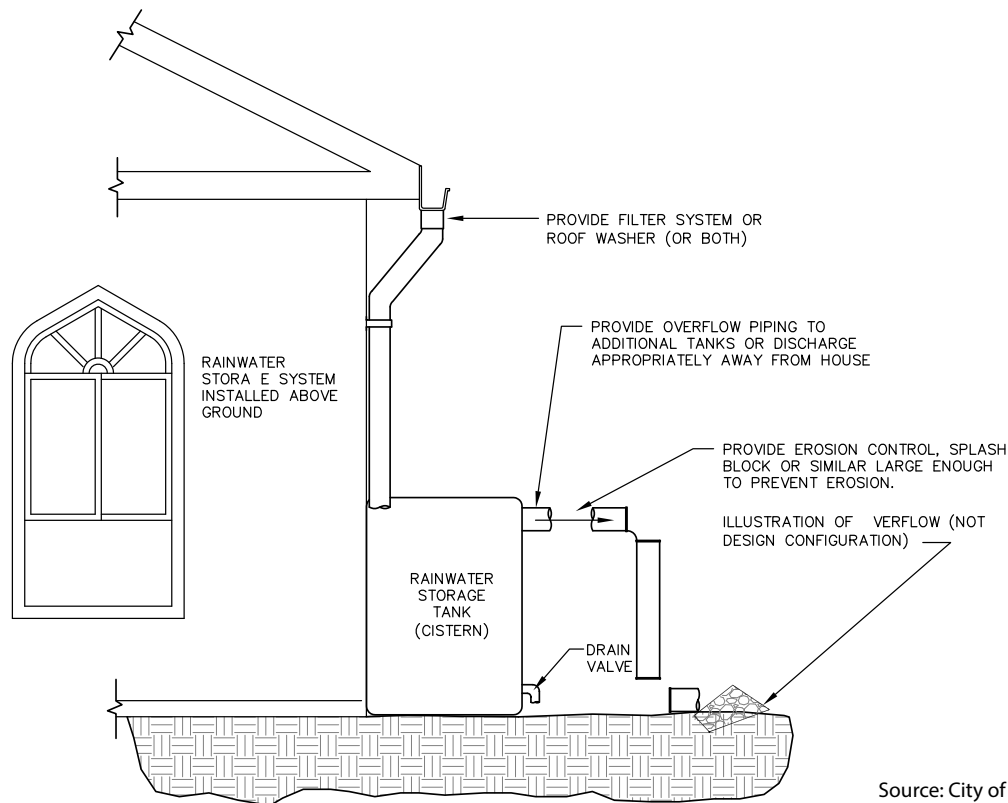 PROVIDE FILTER SYSTEM OR
ROOF WASHER (OR BOTH)
PROVIDE OVERFLOW PIPING TO
ADDITIONAL TANKS OR DISCHARGE
APPROPRIATELY AWAY FROM HOUSE
RAINWATER
STORA E SYSTEM
INSTALLED ABOVE
GROUND
PROVIDE EROSION CONTROL, SPLASH
BLOCK OR SIMILAR LARGE ENOUGH
TO PREVENT EROSION.
ILLUSTRATION OF VERFLOW (NOT
DESIGN CONFIGURATION)
RAINWATER
STORAGE
TANK
(CISTERN)
DRAIN
VALVE
Source: City of